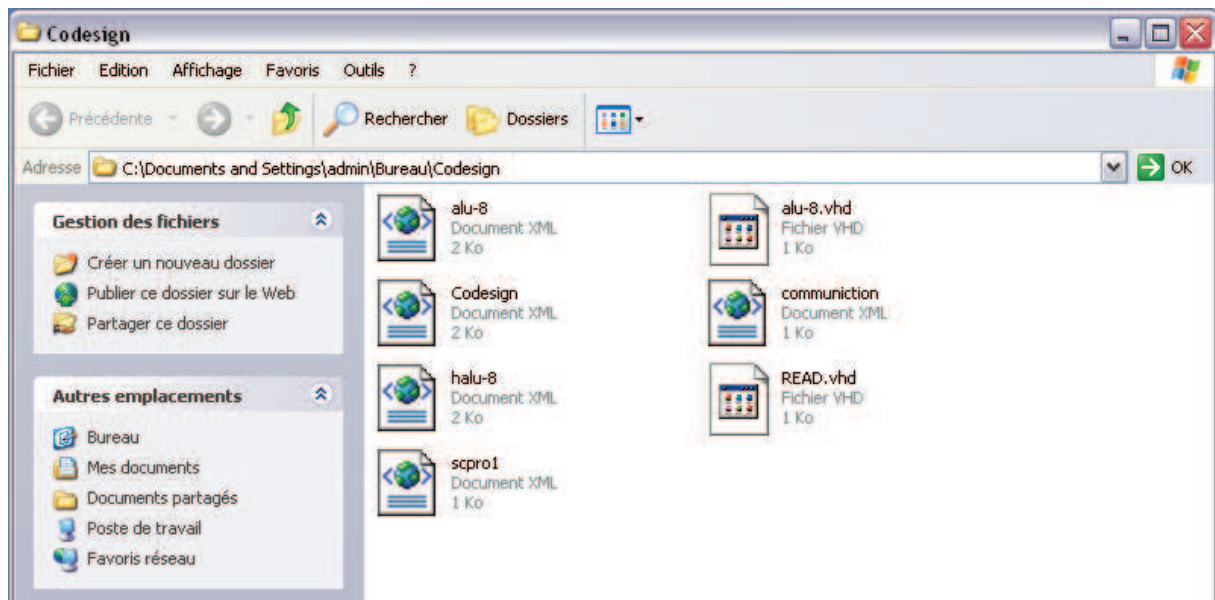 Codesign
Fichier Edition Affichage Favoris Outils ?
Précédente Rechercher Dossiers
Adresse C:\Documents and Settings\admin\Bureau\Codesign OK
Gestion des fichiers
Créer un nouveau dossier
Publier ce dossier sur le Web
Partager ce dossier
Autres emplacements
Bureau
Mes documents
Documents partagés
Poste de travail
Favoris réseau
alu-8
Document XML
2 Ko
alu-8.vhd
Fichier VHD
1 Ko
Codesign
Document XML
2 Ko
communiction
Document XML
1 Ko
halu-8
Document XML
2 Ko
READ.vhd
Fichier VHD
1 Ko
scpro1
Document XML
1 Ko